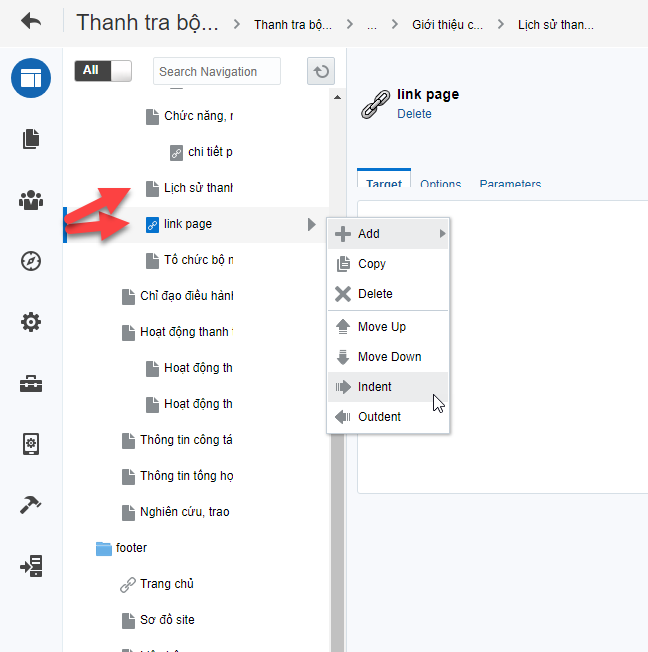 Thanh tra bộ... Thanh tra bộ... ... Giới thiệu c... Lịch sử than...
All
Search Navigation
link page
Delete
Target Options Parameters
Chức năng, r
chi tiết p
Lịch sử thanh
link page
Tổ chức bộ m
Chỉ đạo điều hành
Hoạt động thanh t
Hoạt động th
Hoạt động th
Thông tin công tá
Thông tin tổng họ
Nghiên cứu, trao
footer
Trang chủ
Sơ đồ site
Add
Copy
Delete
Move Up
Move Down
Indent
Outdent